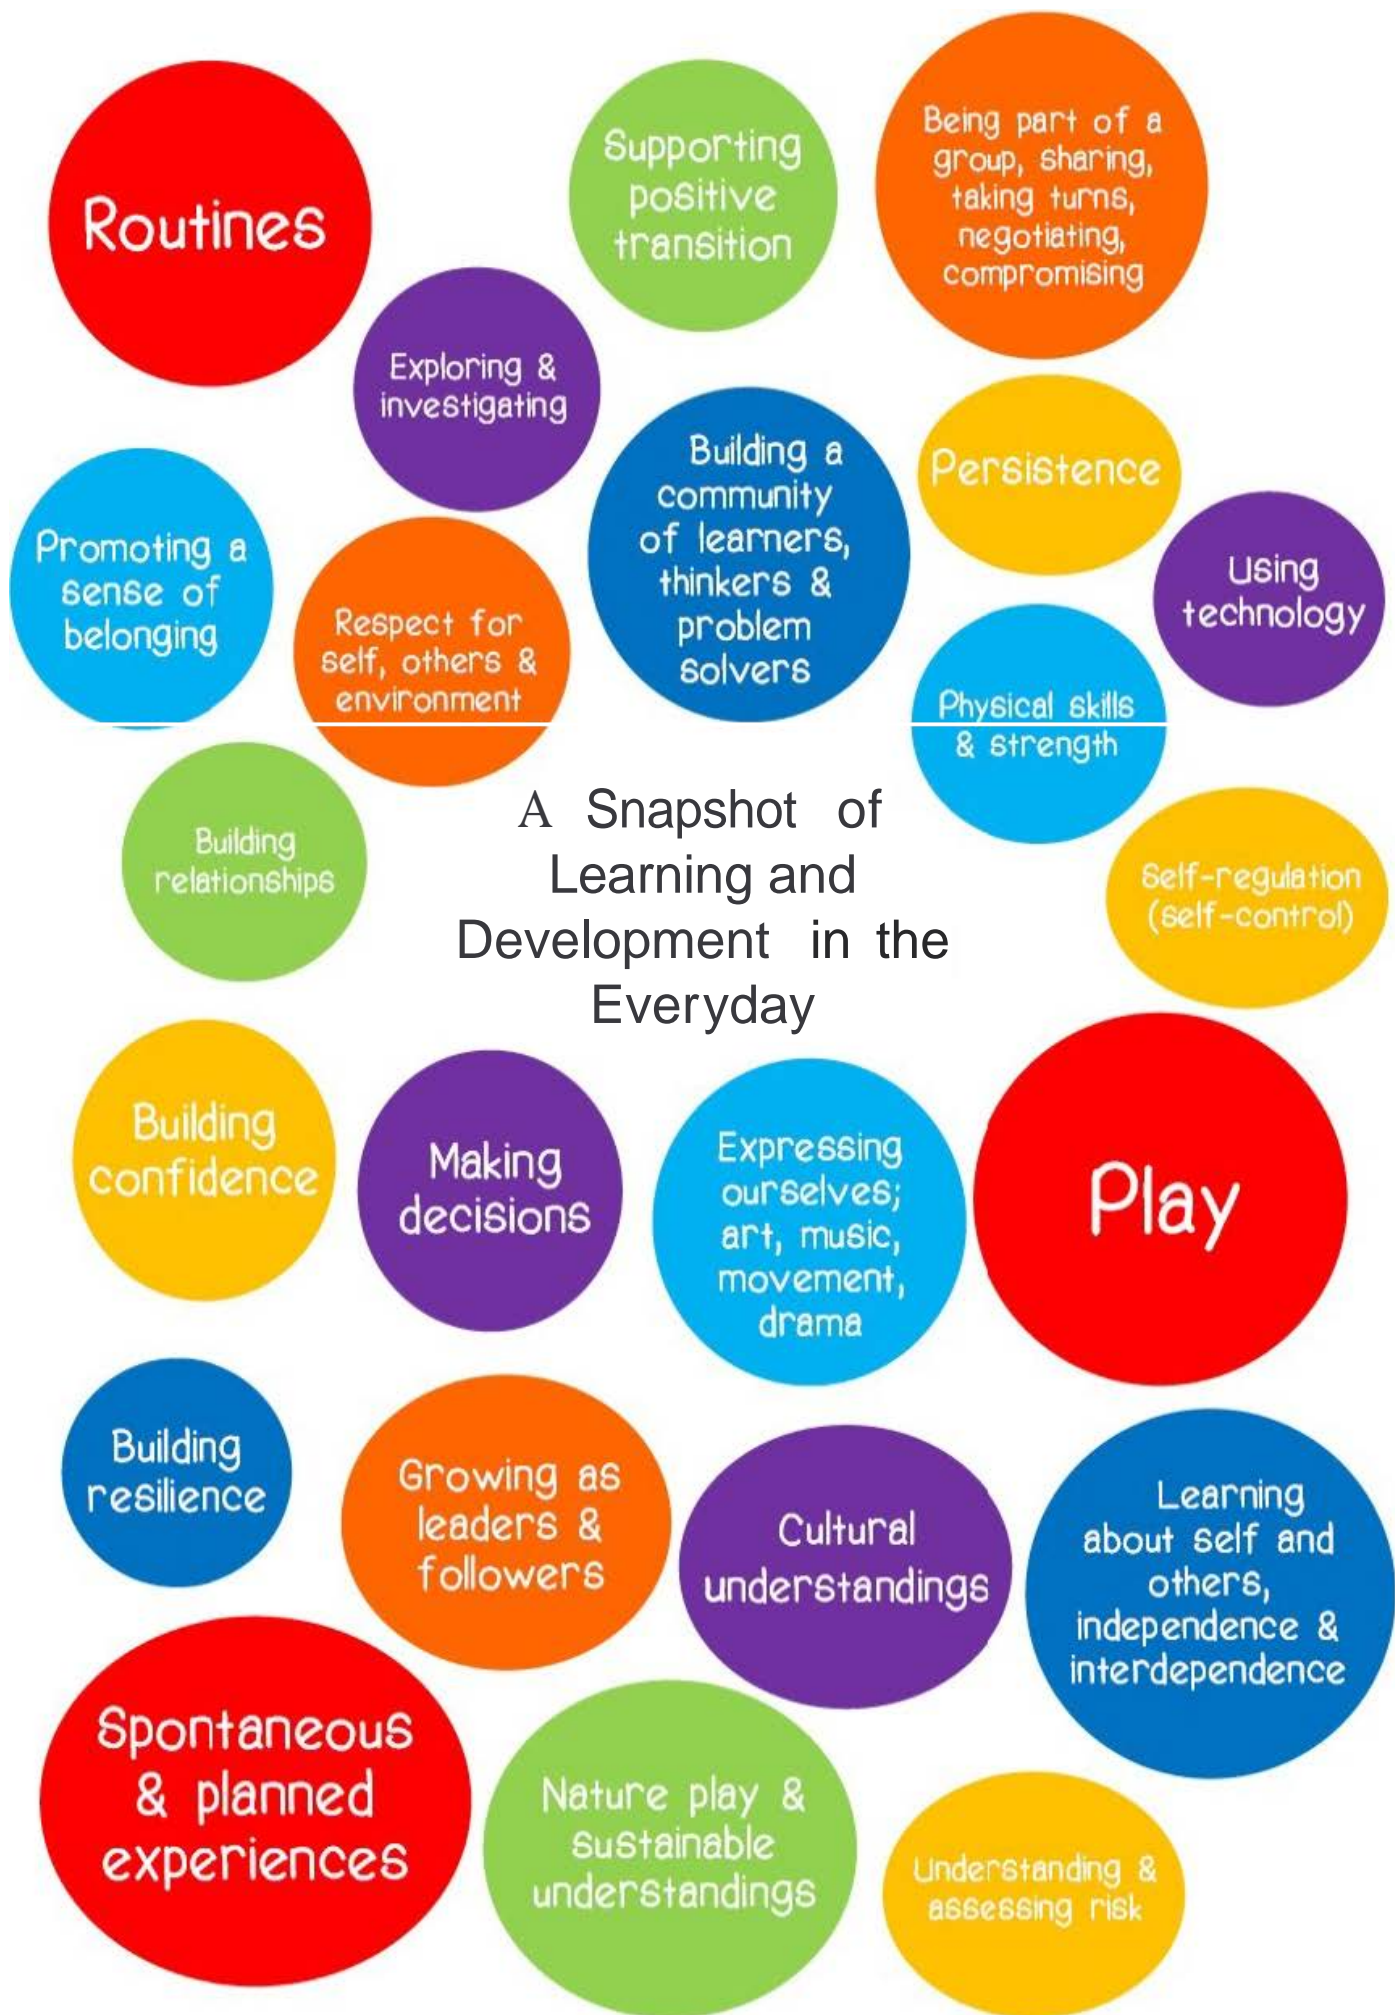 Routines
Supporting
positive
transition
Being part of a
group, sharing,
taking turns,
negotiating,
compromising
Exploring &
investigating
Building a
community
of learners,
thinkers &
problem
solvers
Persistence
Promoting a
sense of
belonging
Respect for
self, others &
environment
Using
technology
Physical skills
& strength
Building
relationships
A Snapshot of
Learning and
Development in the
Everyday
Self-regulation
(self-control)
Building
confidence
Making
decisions
Expressing
ourselves;
art, music,
movement,
drama
Play
Building
resilience
Growing as
leaders &
followers
Cultural
understandings
Learning
about self and
others,
independence &
interdependence
Spontaneous
& planned
experiences
Nature play &
sustainable
understandings
Understanding &
assessing risk